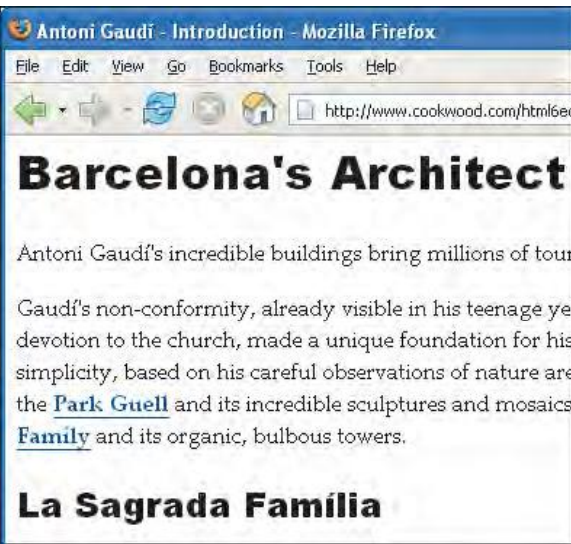 Antoni Gaudí - Introduction - Mozilla Firefox
File Edit View Go Bookmarks Tools Help
http://www.cookwood.com/html6ed
Barcelona's Architect
Antoni Gaudí's incredible buildings bring millions of tour
Gaudí's non-conformity, already visible in his teenage ye
devotion to the church, made a unique foundation for his
simplicity, based on his careful observations of nature are
the Park Guell and its incredible sculptures and mosaics
Family and its organic, bulbous towers.
La Sagrada Família